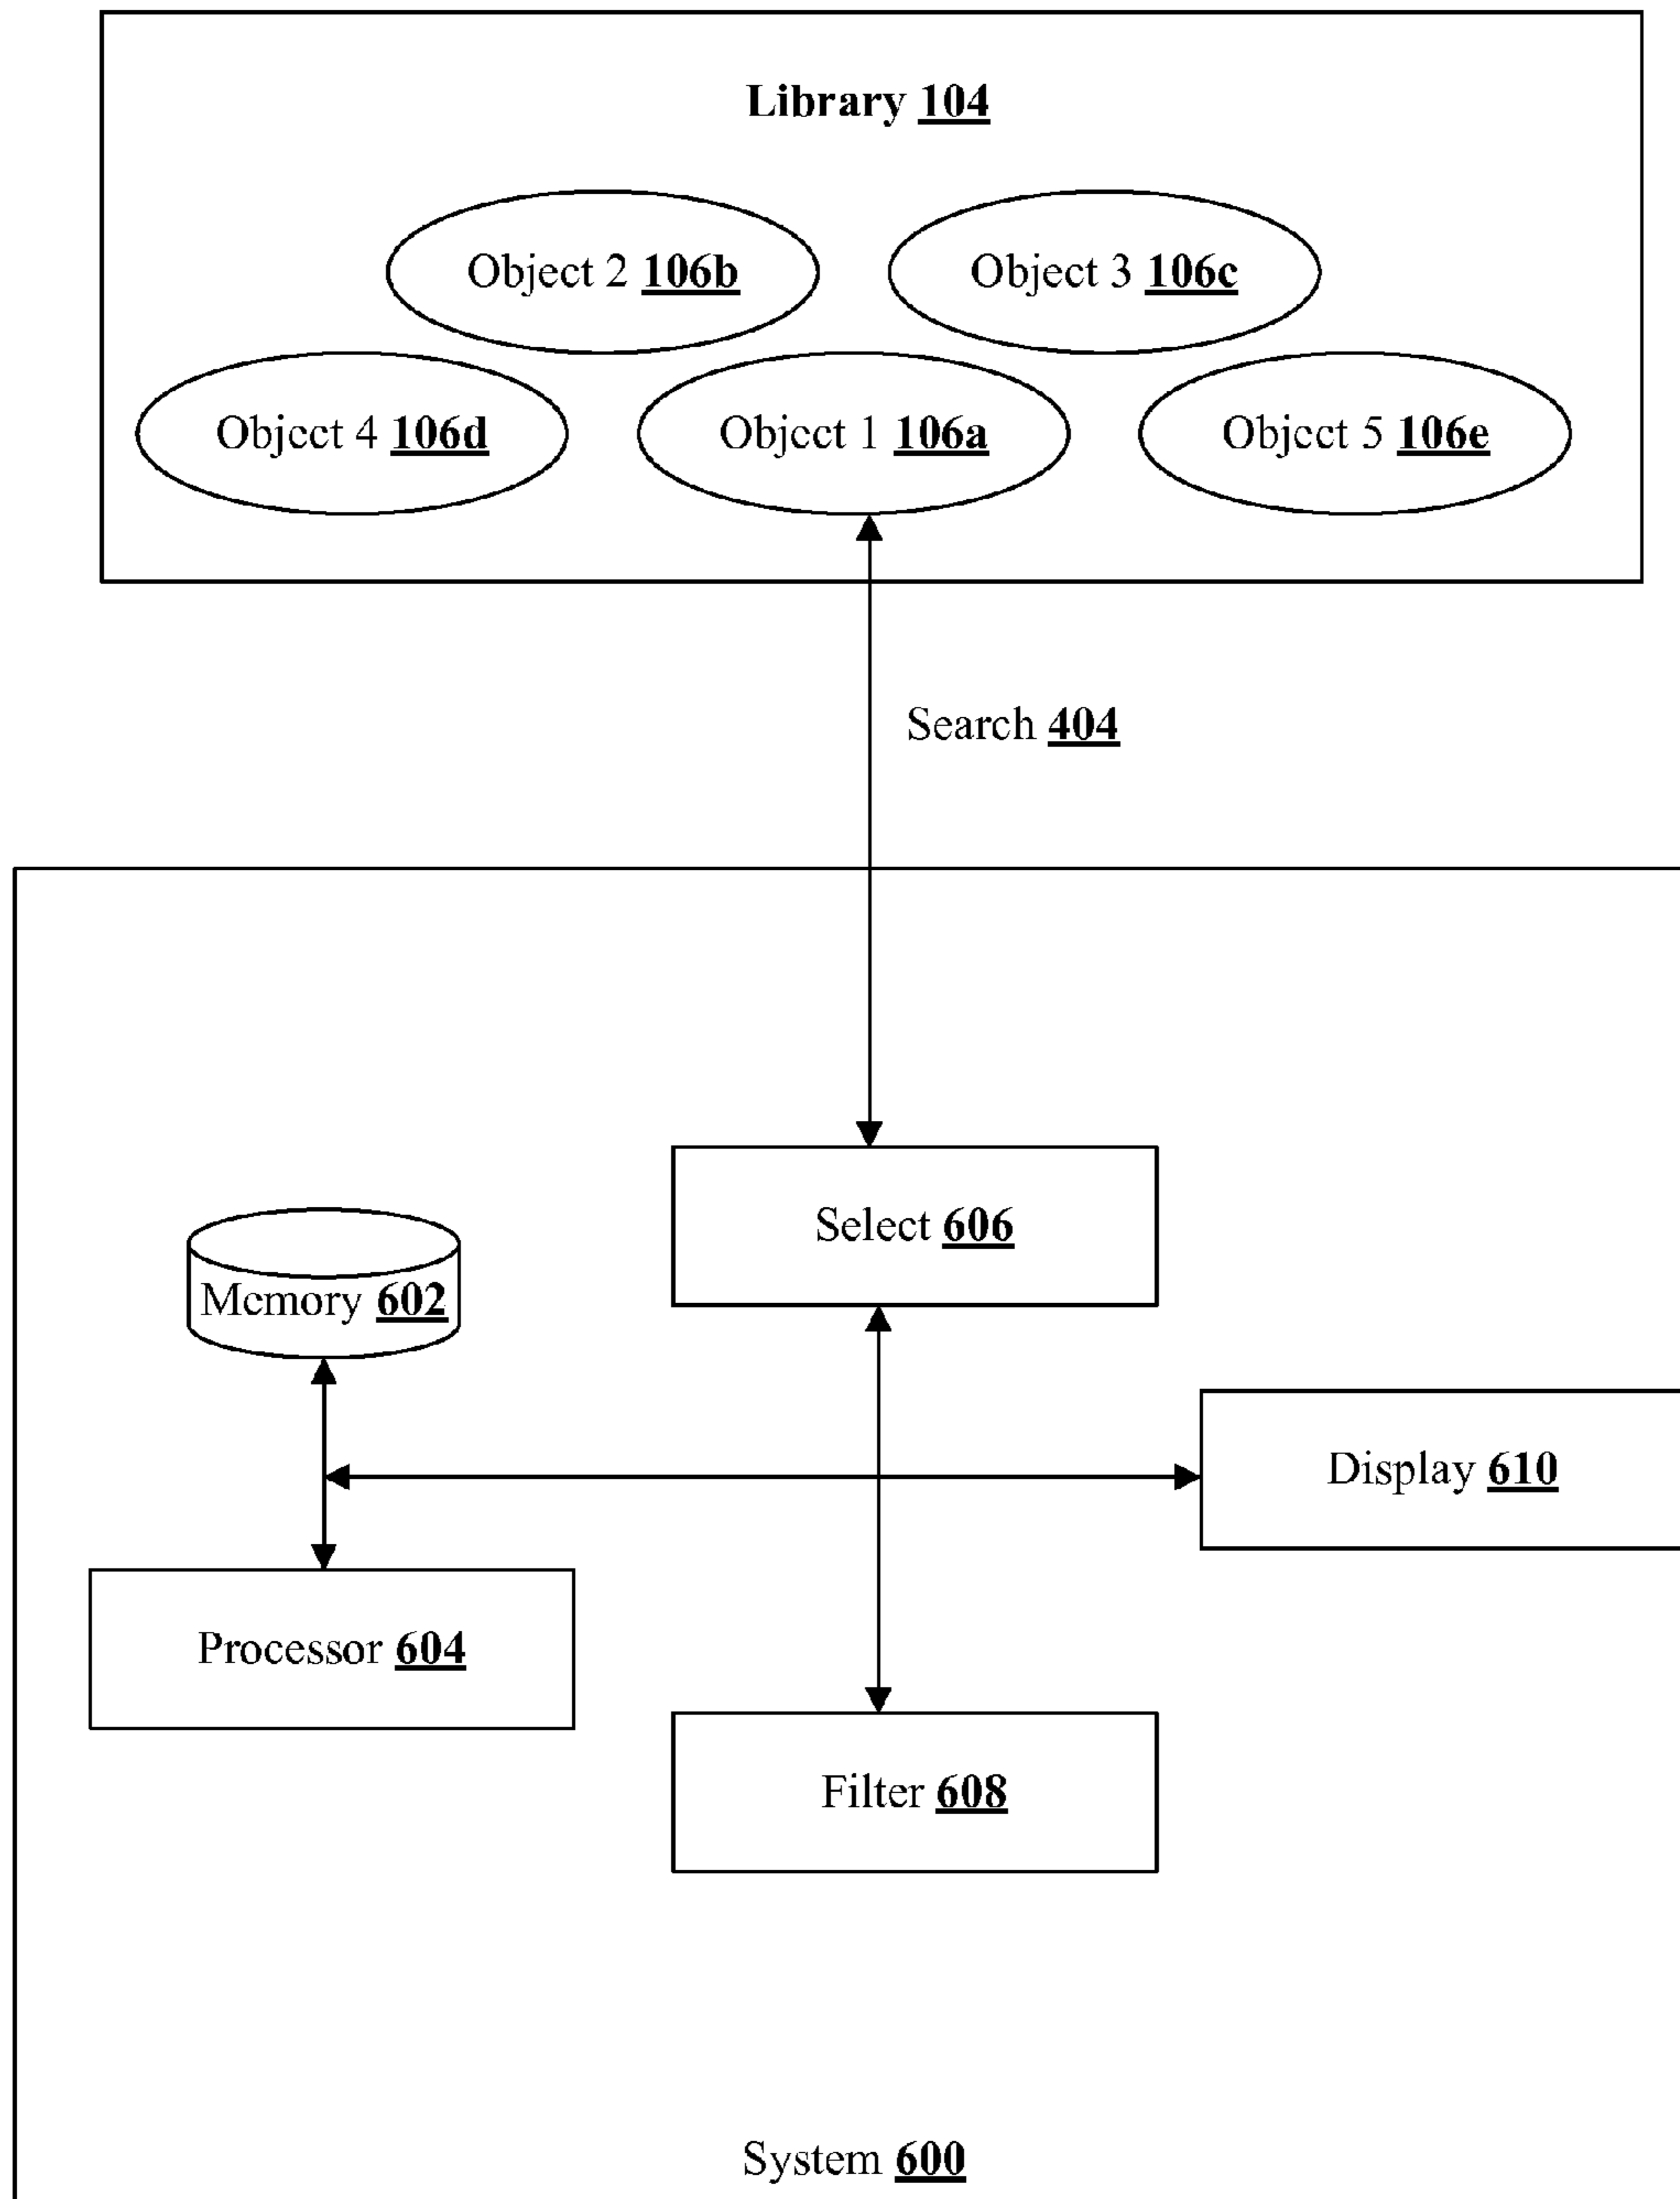 Library 104
Object 2 106b
Object 3 106c
Object 4 106d
Object 1 106a
Object 5 106e
Search 404
Select 606
Memory 602
Display 610
Processor 604
Filter 608
System 600